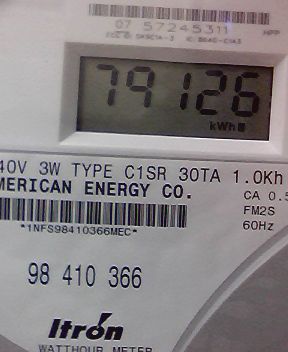 07 57245311 HPP
79126
kWh
40V 3W TYPE C1SR 30TA 1.0Kh
MERICAN ENERGY CO.
CA 0.5
*1NFS98410366MEC*
FM2S
60Hz
98 410 366
Itron
WATTHOUR METER